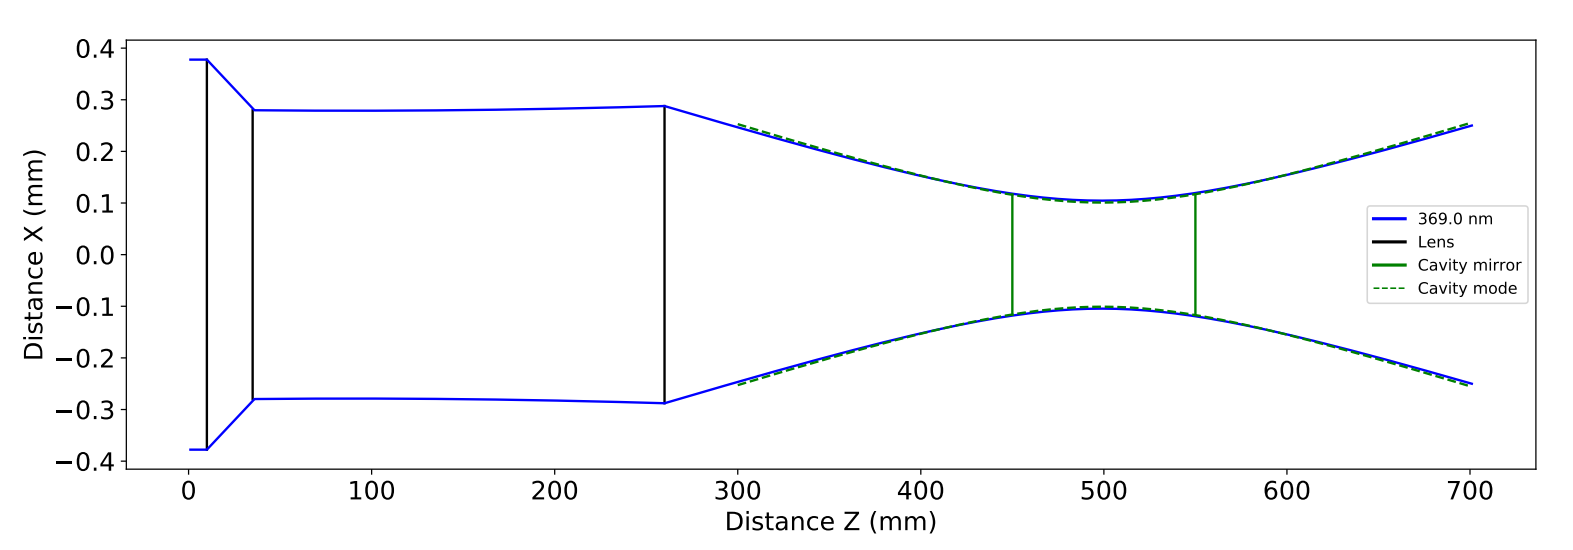 Distance X (mm)
0.4
0.3
0.2
0.1
0.0
−0.1
−0.2
−0.3
−0.4
369.0 nm
Lens
Cavity mirror
Cavity mode
0 100 200 300 400 500 600 700
Distance Z (mm)